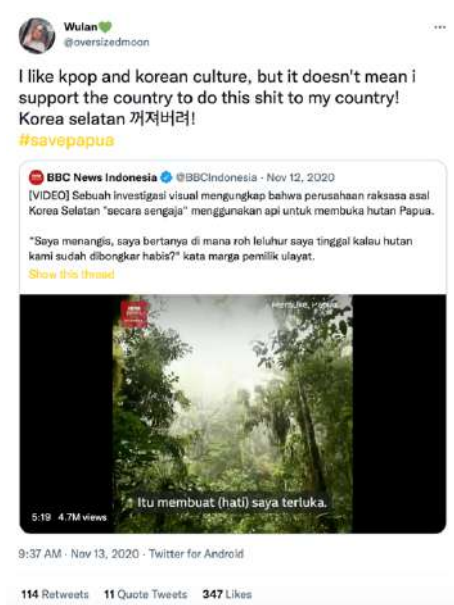 Wulan💚
@oversizedmoon
I like kpop and korean culture, but it doesn't mean i
support the country to do this shit to my country!
Korea selatan 꺼져버려!
#savepapua
BBC News Indonesia @BBCIndonesia · Nov 12, 2020
[VIDEO] Sebuah investigasi visual mengungkap bahwa perusahaan raksasa asal
Korea Selatan "secara sengaja" menggunakan api untuk membuka hutan Papua.
"Saya menangis, saya bertanya di mana roh leluhur saya tinggal kalau hutan
kami sudah dibongkar habis?" kata marga pemilik ulayat.
Show this thread
Merauke, Papua
Itu membuat (hati) saya terluka.
5:19 4.7M views
9:37 AM · Nov 13, 2020 · Twitter for Android
114 Retweets 11 Quote Tweets 347 Likes